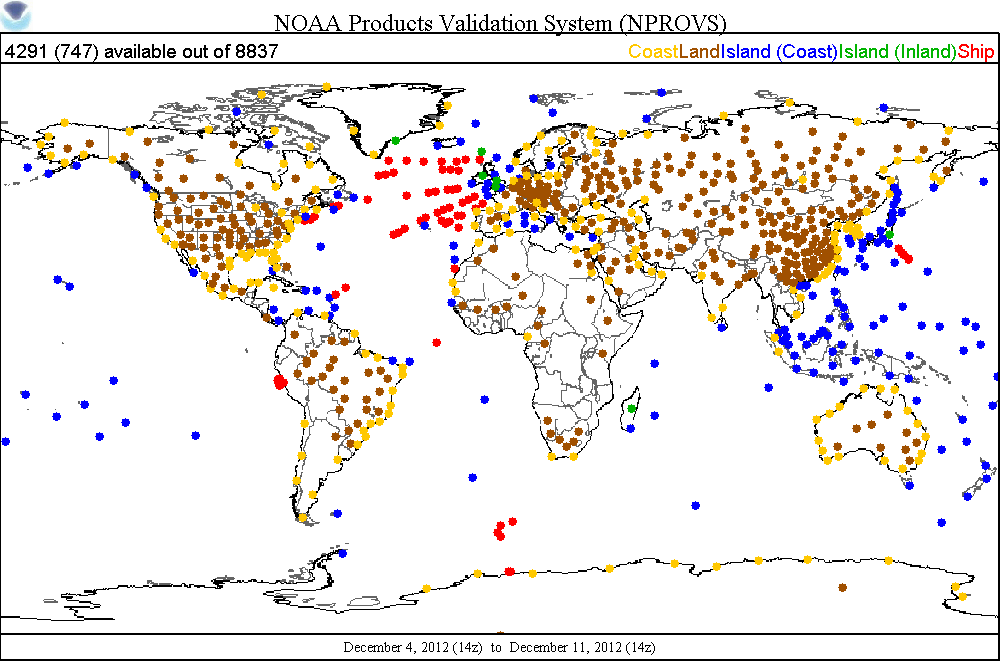 NOAA Products Validation System (NPROVS)
4291 (747) available out of 8837 CoastLandIsland (Coast)Island (Inland)Ship
December 4, 2012 (14z) to December 11, 2012 (14z)